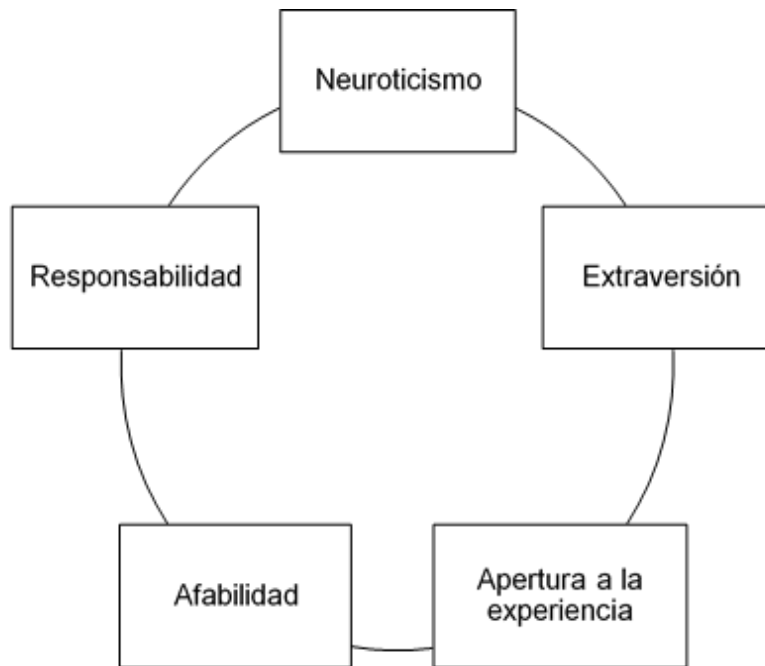 Neuroticismo
Responsabilidad
Extraversión
Afabilidad
Apertura a la
experiencia